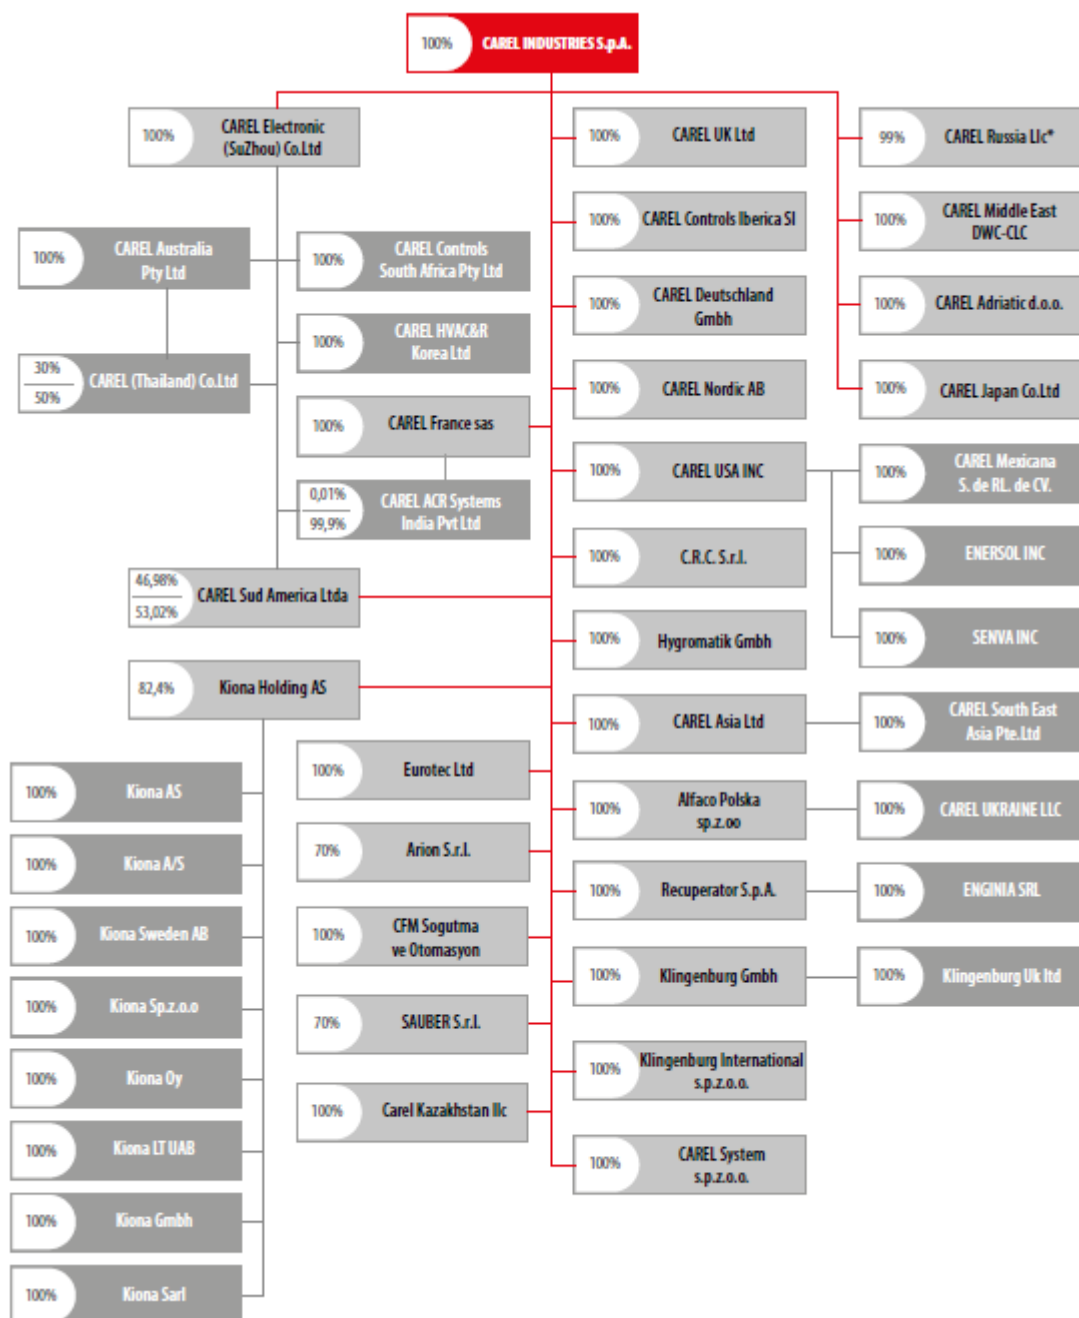 100%
CAREL INDUSTRIES S.p.A.
100%
CAREL Electronic
(SuZhou) Co.Ltd
100%
CAREL Australia
Pty Ltd
100%
CAREL Controls
South Africa Pty Ltd
100%
CAREL HVAC&R
Korea Ltd
30%
50%
CAREL (Thailand) Co.Ltd
100%
CAREL France sas
0,01%
99,9%
CAREL ACR Systems
India Pvt Ltd
46,98%
53,02%
CAREL Sud America Ltda
82,4%
Kiona Holding AS
100%
Kiona AS
100%
Kiona A/S
100%
Kiona Sweden AB
100%
Kiona Sp.z.o.o
100%
Kiona Oy
100%
Kiona LT UAB
100%
Kiona Gmbh
100%
Kiona Sarl
100%
Eurotec Ltd
70%
Arion S.r.l.
100%
CFM Sogutma
ve Otomasyon
70%
SAUBER S.r.l.
100%
Carel Kazakhstan llc
100%
CAREL UK Ltd
100%
CAREL Controls Iberica Sl
100%
CAREL Deutschland
Gmbh
100%
CAREL Nordic AB
100%
CAREL USA INC
100%
C.R.C. S.r.l.
100%
Hygromatik Gmbh
100%
CAREL Asia Ltd
100%
Alfaco Polska
sp.z.oo
100%
Recuperator S.p.A.
100%
Klingenburg Gmbh
100%
Klingenburg International
s.p.z.o.o.
100%
CAREL System
s.p.z.o.o.
99%
CAREL Russia Llc*
100%
CAREL Middle East
DWC-CLC
100%
CAREL Adriatic d.o.o.
100%
CAREL Japan Co.Ltd
100%
CAREL Mexicana
S. de RL. de CV.
100%
ENERSOL INC
100%
SENVA INC
100%
CAREL South East
Asia Pte.Ltd
100%
CAREL UKRAINE LLC
100%
ENGINIA SRL
100%
Klingenburg Uk ltd